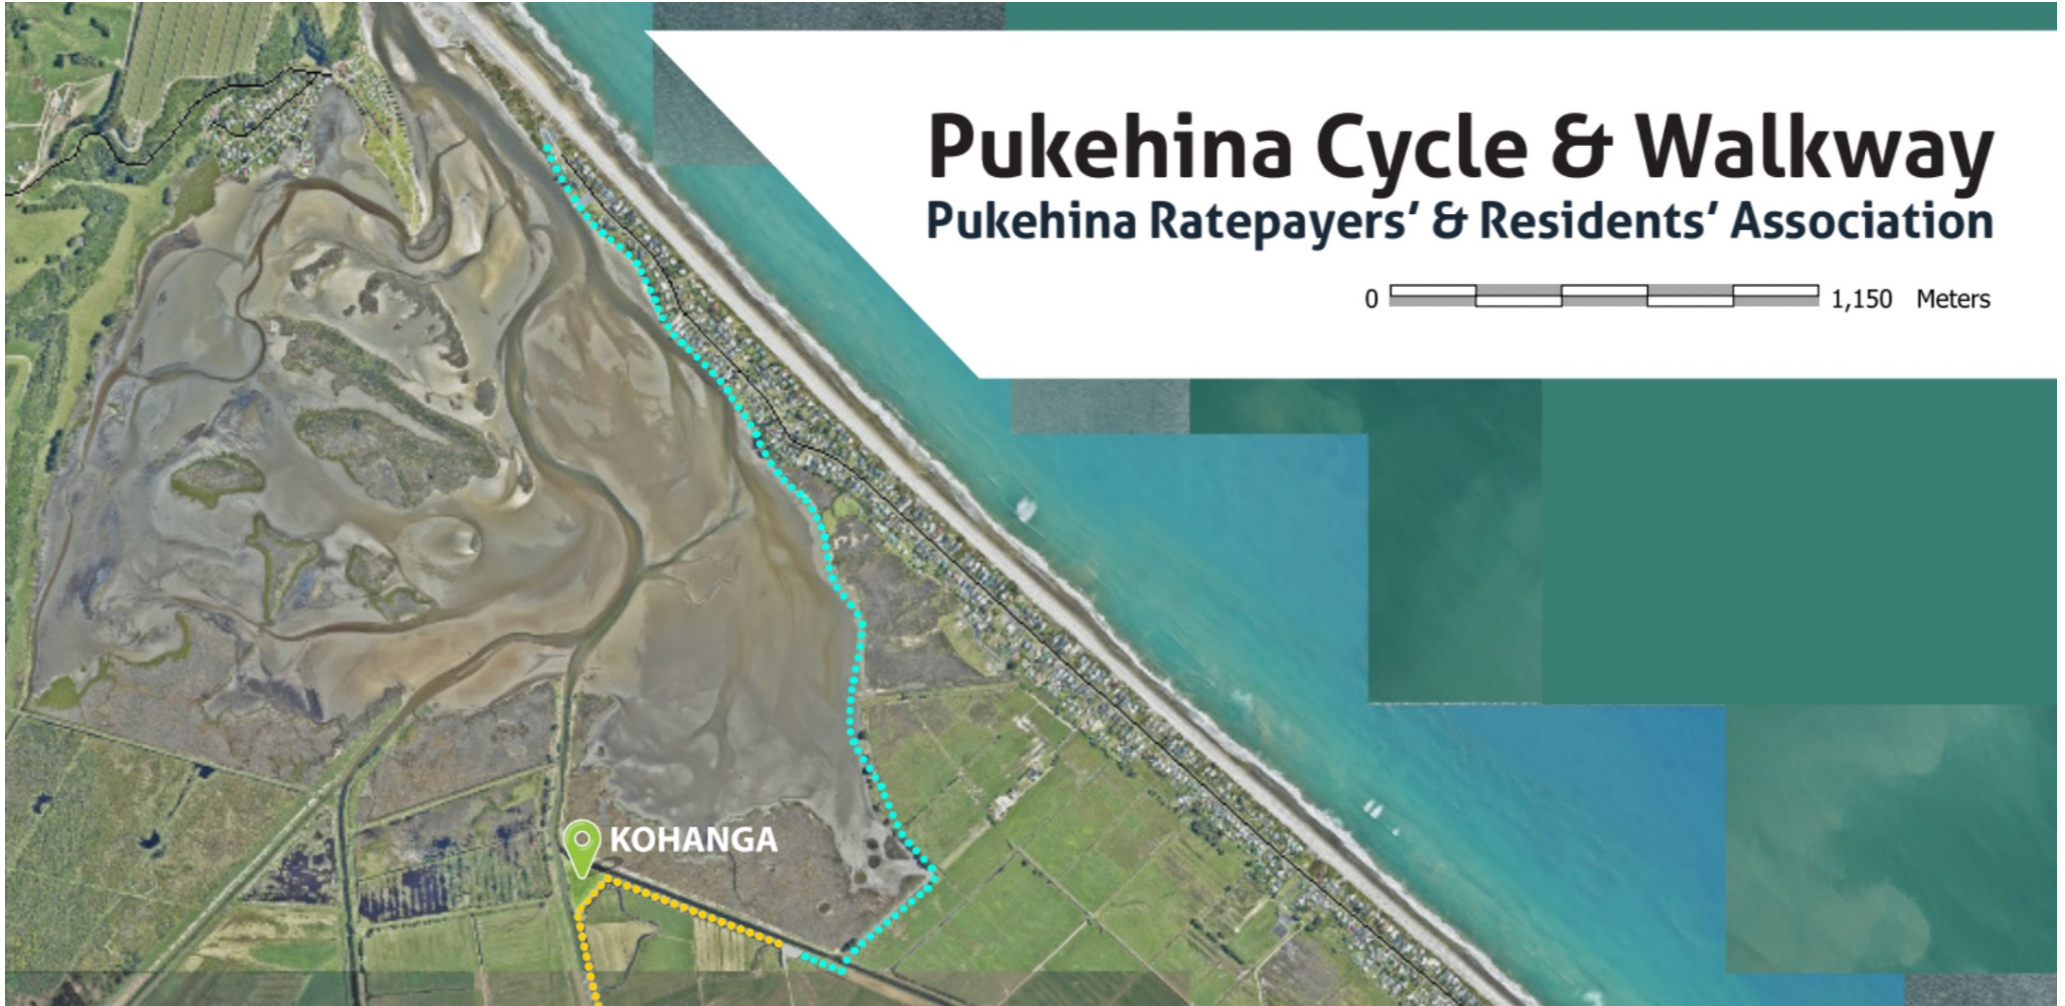 Pukehina Cycle & Walkway
Pukehina Ratepayers’ & Residents’ Association
0 1,150 Meters
KOHANGA